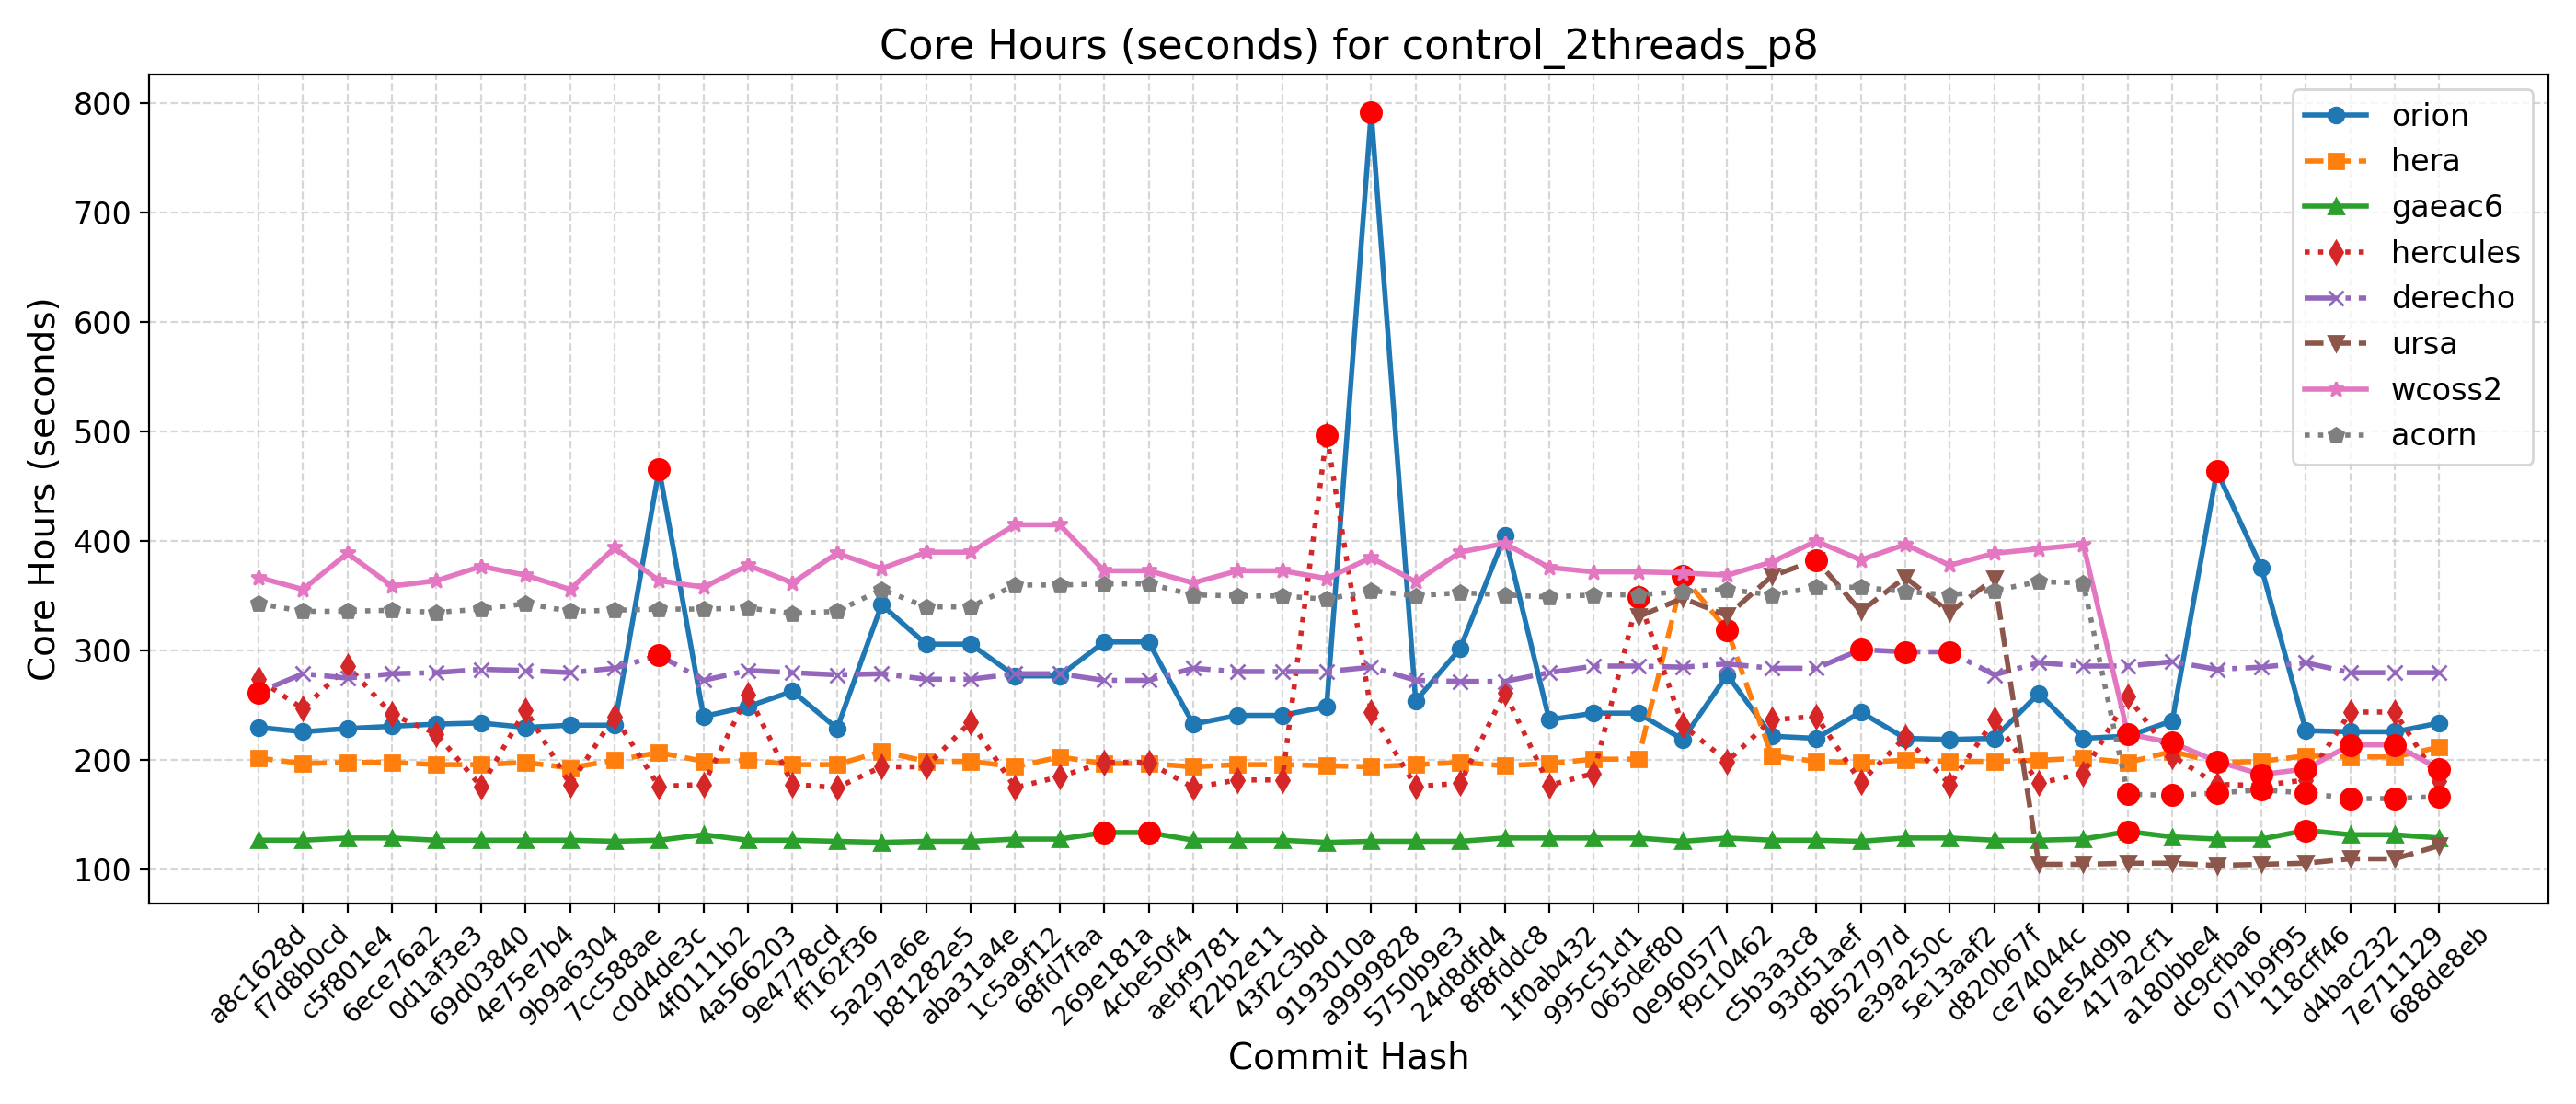 Core Hours (seconds) for control_2threads_p8
Core Hours (seconds)
800
700
600
500
400
300
200
100
orion
hera
gaeac6
hercules
derecho
ursa
wcoss2
acorn
a8c1628d
f7d8b0cd
c5f801e4
6ece76a2
0d1af3e3
69d03840
4e75e7b4
9b9a6304
7cc588ae
c0d4de3c
4f0111b2
4a566203
9e4778cd
ff162f36
5a297a6e
b81282e5
aba31a4e
1c5a9f12
68fd7faa
269e181a
4cbe50f4
aebf9781
f22b2e11
43f2c3bd
9193010a
a9999828
5750b9e3
24d8dfd4
8f8fddc8
1f0ab432
995c51d1
065def80
0e960577
f9c10462
c5b3a3c8
93d51aef
8b52797d
e39a250c
5e13aaf2
d820b67f
ce74044c
61e54d9b
417a2cf1
a180bbe4
dc9cfba6
071b9f95
118cff46
d4bac232
7e711129
688de8eb
Commit Hash